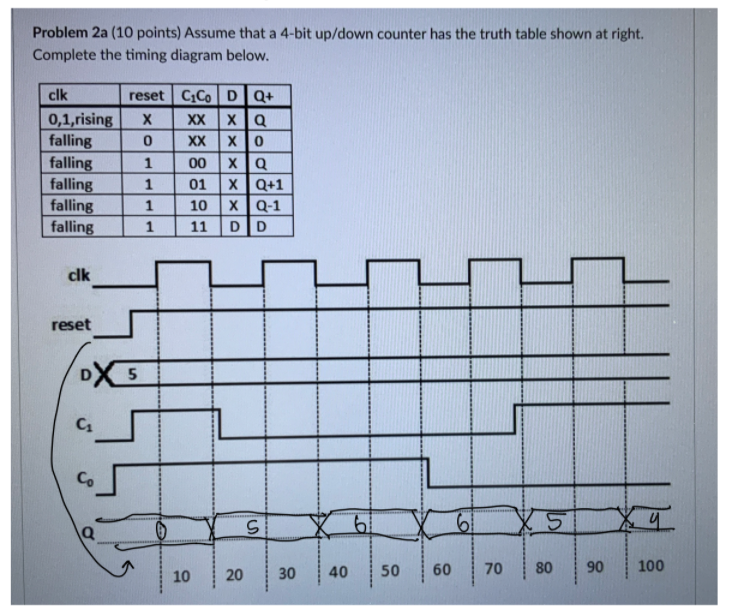 Problem 2a (10 points) Assume that a 4-bit up/down counter has the truth table shown at right.
Complete the timing diagram below.
clk reset C₁C₀ D Q+
0,1,rising X XX X Q
falling 0 XX X 0
falling 1 00 X Q
falling 1 01 X Q+1
falling 1 10 X Q-1
falling 1 11 D D
clk
reset
D 5
C₁
C₀
Q 0 5 6 6 5 4
10 20 30 40 50 60 70 80 90 100